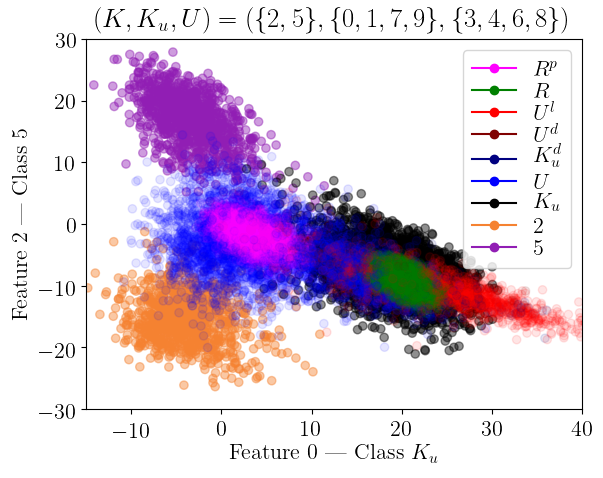 (K, K_u, U) = ({2, 5}, {0, 1, 7, 9}, {3, 4, 6, 8})
R^p
R
U^l
U^d
K_u^d
U
K_u
2
5
Feature 2 — Class 5
30
20
10
0
−10
−20
−30
−10 0 10 20 30 40
Feature 0 — Class K_u